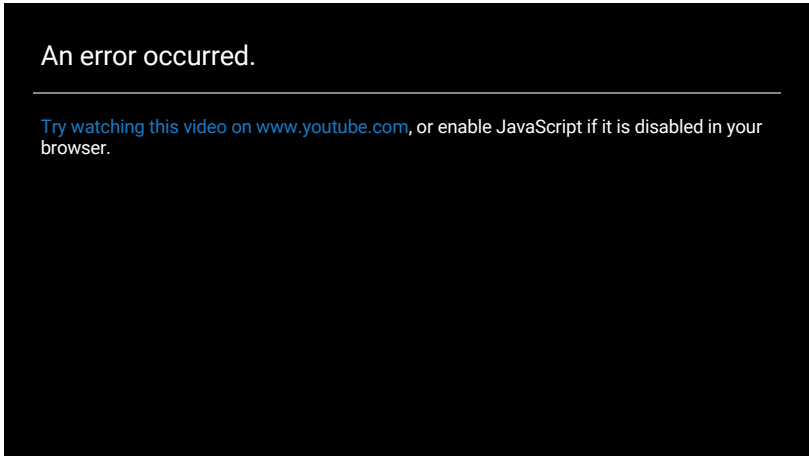 An error occurred.
Try watching this video on www.youtube.com, or enable JavaScript if it is disabled in your
browser.